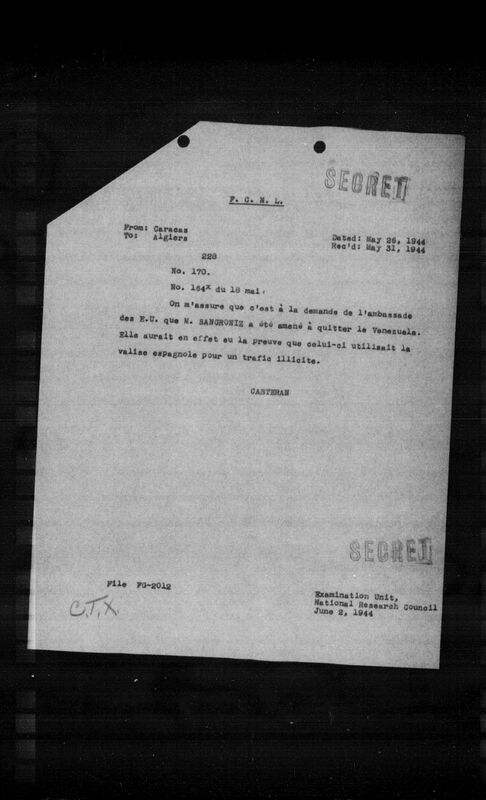 SECRET
F. C. N. L.
From: Caracas
To: Algiers
Dated: May 26, 1944
Rec'd: May 31, 1944
228
No. 170.
No. 164x du 18 mai.
On m'assure que c'est à la demande de l'ambassade
des E.U. que M. SANGRONIZ a été amené à quitter le Venezuela.
Elle aurait en effet eu la preuve que celui-ci utilisait la
valise espagnole pour un trafic illicite.
CASTERAN
SECRET
File FG-2012
C.T.X
Examination Unit,
National Research Council
June 2, 1944